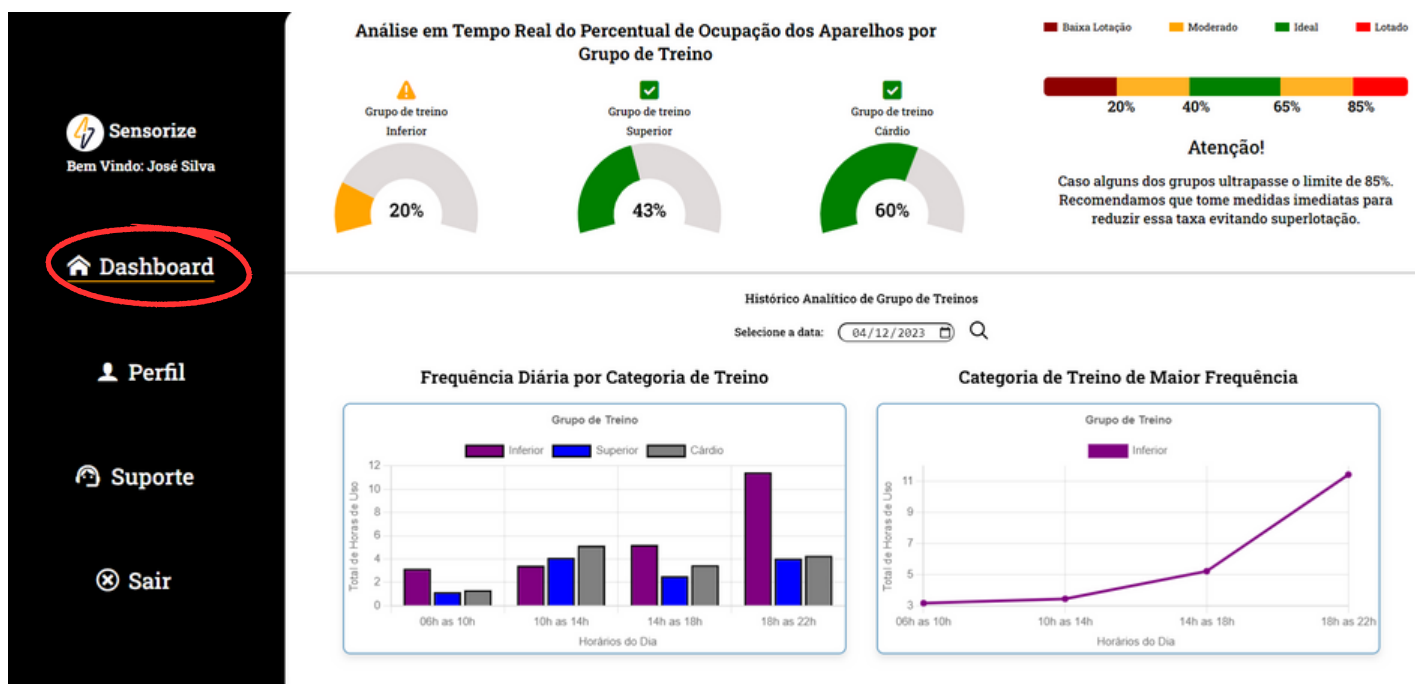 Sensorize
Bem Vindo: José Silva
Dashboard
Perfil
Suporte
Sair
Análise em Tempo Real do Percentual de Ocupação dos Aparelhos por
Grupo de Treino
Grupo de treino
Inferior
20%
Grupo de treino
Superior
43%
Grupo de treino
Cárdio
60%
Baixa Lotação Moderado Ideal Lotado
20% 40% 65% 85%
Atenção!
Caso alguns dos grupos ultrapasse o limite de 85%.
Recomendamos que tome medidas imediatas para
reduzir essa taxa evitando superlotação.
Histórico Analítico de Grupo de Treinos
Selecione a data: 04/12/2023
Frequência Diária por Categoria de Treino
Grupo de Treino
Inferior Superior Cárdio
Total de Horas de Uso
12
10
8
6
4
2
0
06h as 10h 10h as 14h 14h as 18h 18h as 22h
Horários do Dia
Categoria de Treino de Maior Frequência
Grupo de Treino
Inferior
Total de Horas de Uso
11
9
7
5
3
06h as 10h 10h as 14h 14h as 18h 18h as 22h
Horários do Dia